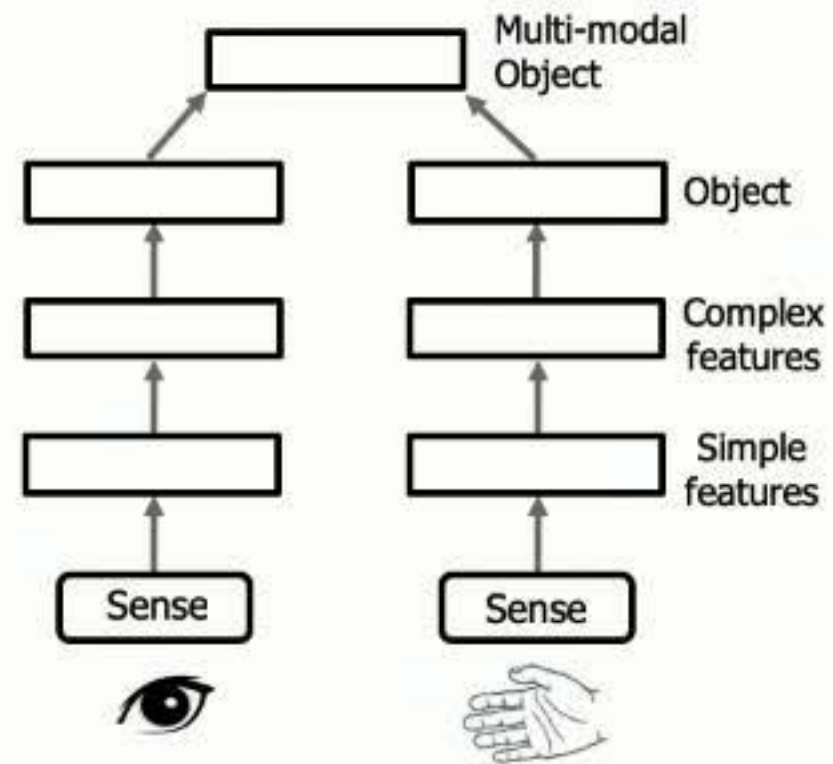 Multi-modal
Object
Object
Complex
features
Simple
features
Sense
Sense